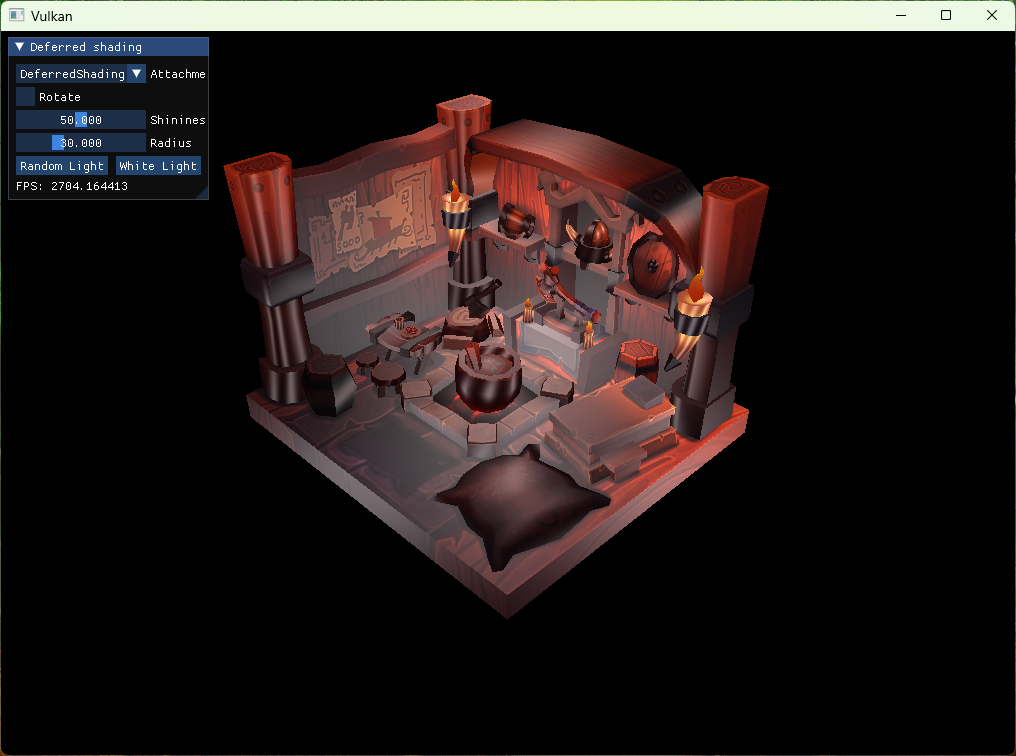 Vulkan
Deferred shading
DeferredShading Attachme
Rotate
50.000 Shinines
30.000 Radius
Random Light White Light
FPS: 2704.164413
5000